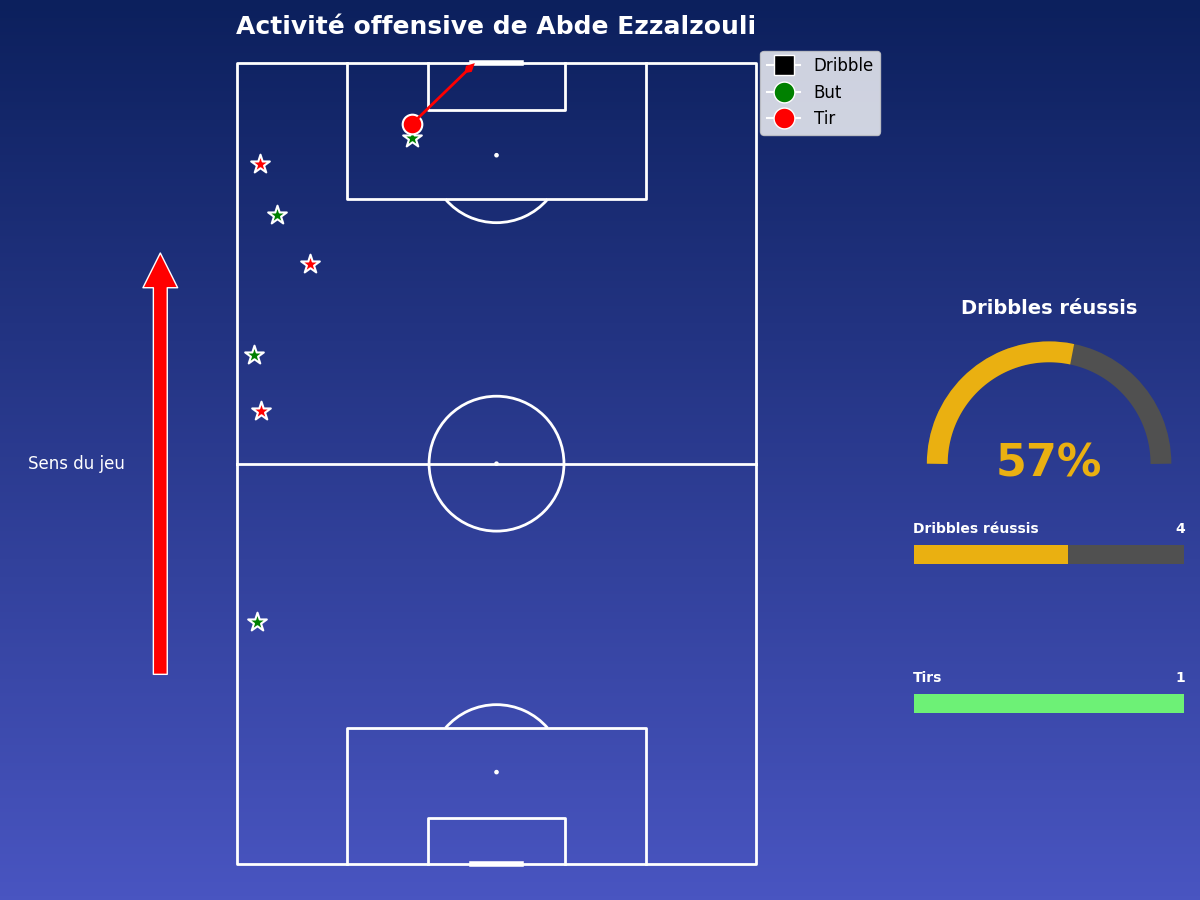 Activité offensive de Abde Ezzalzouli
Dribble
But
Tir
Sens du jeu
Dribbles réussis
57%
Dribbles réussis 4
Tirs 1